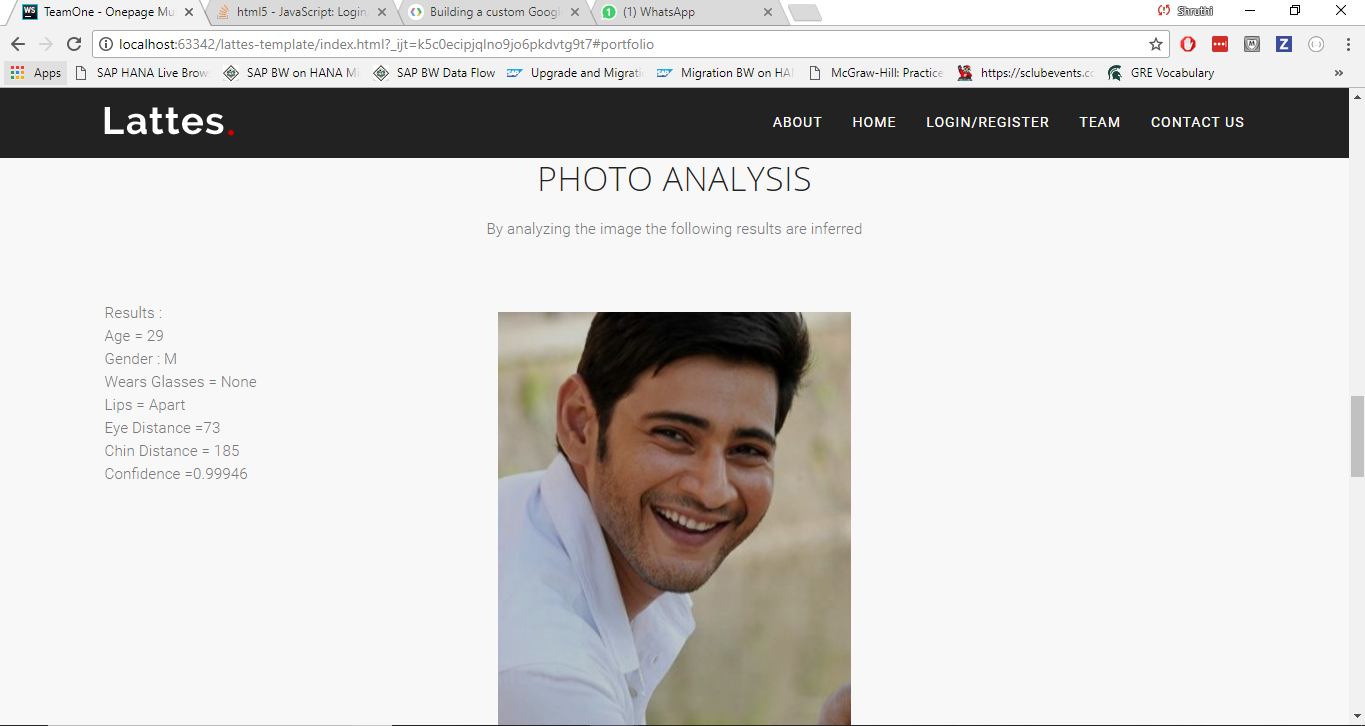 TeamOne - Onepage Mu
html5 - JavaScript: Login
Building a custom Googl
(1) WhatsApp
Shruthi
localhost:63342/lattes-template/index.html?_ijt=k5c0ecipjqlno9jo6pkdvtg9t7#portfolio
Apps
SAP HANA Live Brow
SAP BW on HANA Mi
SAP BW Data Flow
Upgrade and Migrati
Migration BW on HA
McGraw-Hill: Practice
https://sclubevents.c
GRE Vocabulary
»
Lattes.
ABOUT
HOME
LOGIN/REGISTER
TEAM
CONTACT US
PHOTO ANALYSIS
By analyzing the image the following results are inferred
Results :
Age = 29
Gender : M
Wears Glasses = None
Lips = Apart
Eye Distance =73
Chin Distance = 185
Confidence =0.99946